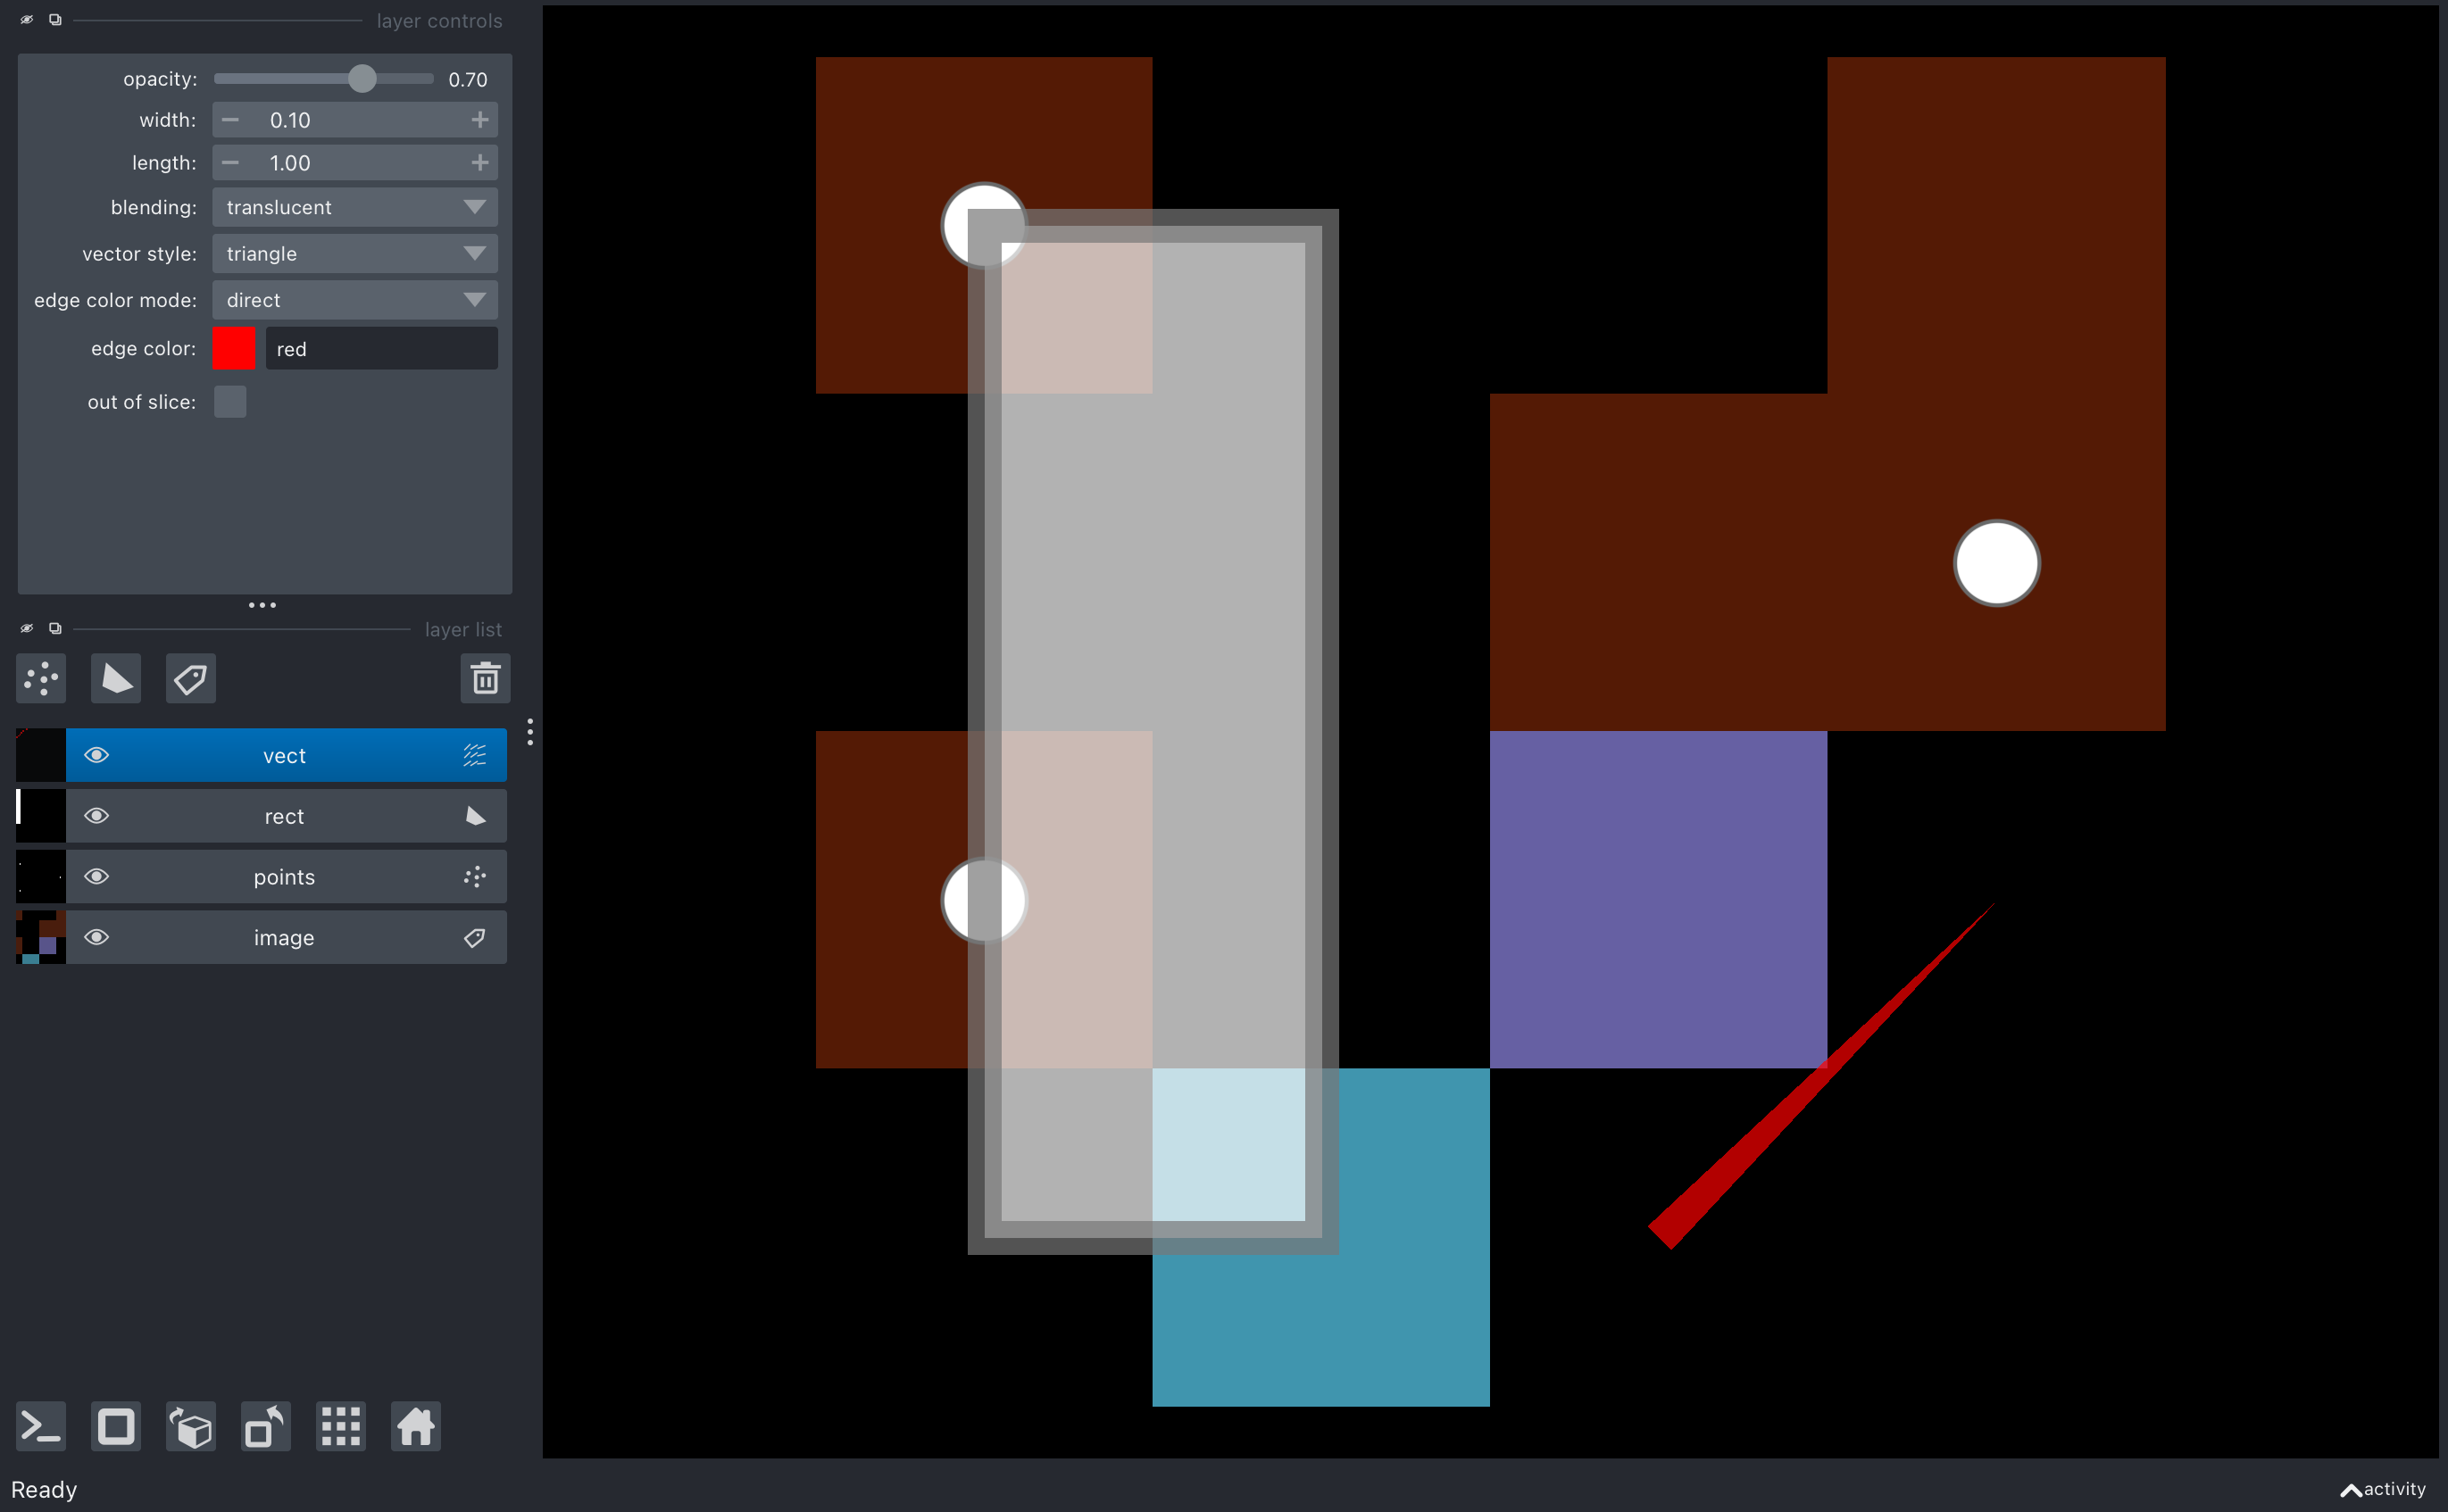 layer controls
opacity: 0.70
width: 0.10
length: 1.00
blending: translucent
vector style: triangle
edge color mode: direct
edge color: red
out of slice:
layer list
vect
rect
points
image
Ready
activity